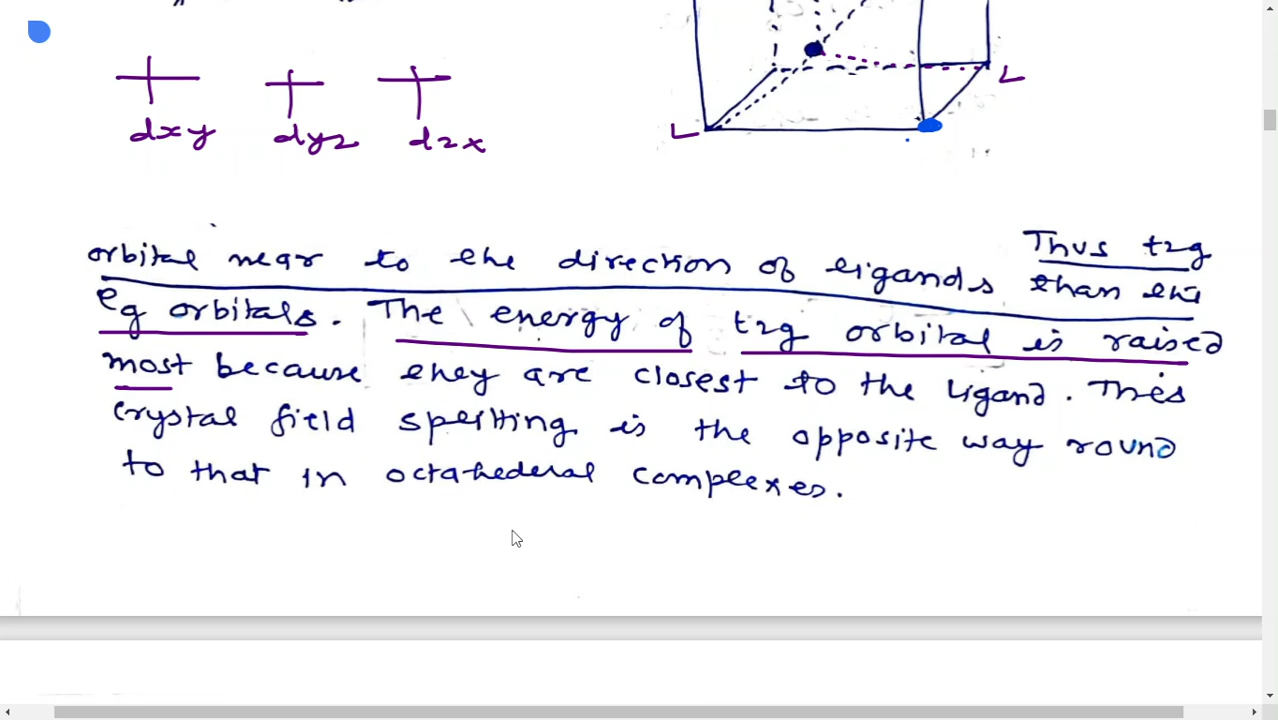 dxy dyz dzx
L
L
Thus t2g
orbital near to the direction of ligands than the
eg orbitals. The energy of t2g orbital is raised
most because they are closest to the ligand. This
crystal field spliting is the opposite way round
to that in octahederal complexes.